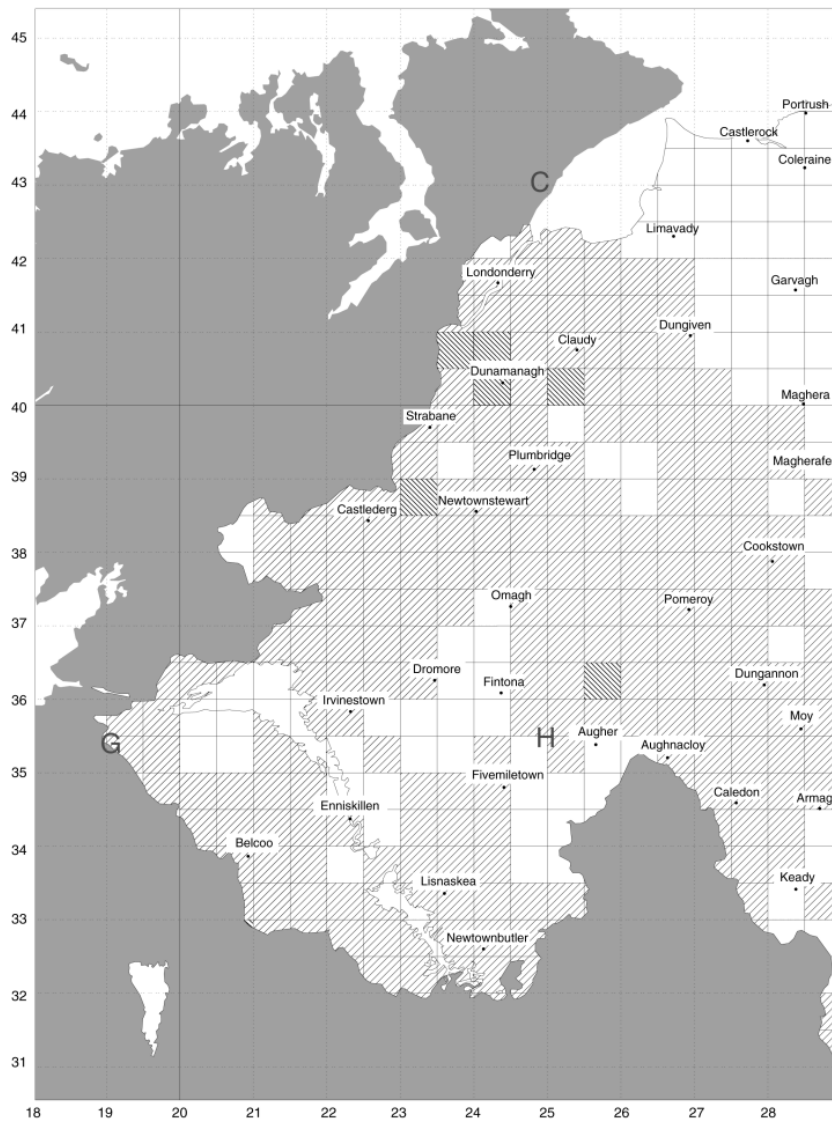 45
44
Portrush
Castlerock
Coleraine
43
C
Limavady
42
Londonderry
Garvagh
41
Dungiven
Claudy
Dunamanagh
40
Maghera
Strabane
Plumbridge
Magherafe
39
Castlederg
Newtownstewart
38
Cookstown
Omagh
Pomeroy
37
Dromore
Fintona
Dungannon
36
Irvinestown
Moy
G
H
Augher
Aughnacloy
35
Fivemiletown
Enniskillen
Caledon
Armag
34
Belcoo
Lisnaskea
Keady
33
Newtownbutler
32
31
18 19 20 21 22 23 24 25 26 27 28